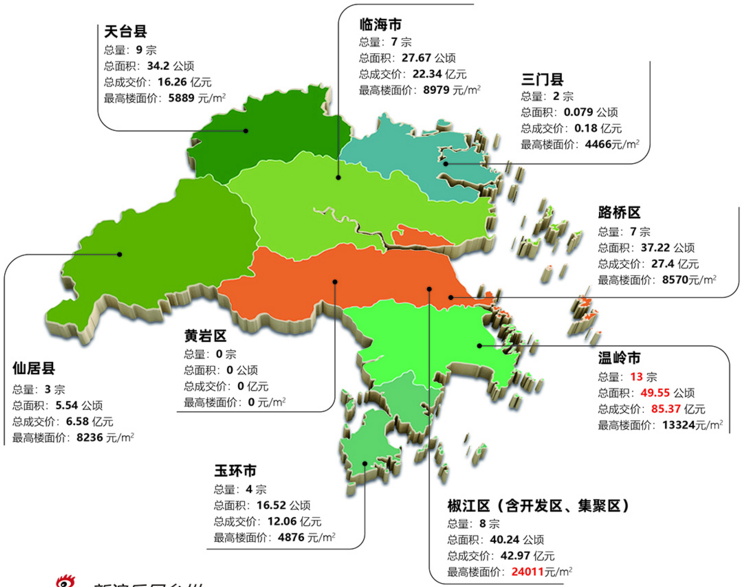 天台县
总量：9 宗
总面积：34.2 公顷
总成交价：16.26 亿元
最高楼面价：5889 元/m²
临海市
总量：7 宗
总面积：27.67 公顷
总成交价：22.34 亿元
最高楼面价：8979 元/m²
三门县
总量：2 宗
总面积：0.079 公顷
总成交价：0.18 亿元
最高楼面价：4466元/m²
路桥区
总量：7 宗
总面积：37.22 公顷
总成交价：27.4 亿元
最高楼面价：8570元/m²
黄岩区
总量：0 宗
总面积：0 公顷
总成交价：0 亿元
最高楼面价：0 元/m²
温岭市
总量：13 宗
总面积：49.55 公顷
总成交价：85.37 亿元
最高楼面价：13324元/m²
仙居县
总量：3 宗
总面积：5.54 公顷
总成交价：6.58 亿元
最高楼面价：8236 元/m²
玉环市
总量：4 宗
总面积：16.52 公顷
总成交价：12.06 亿元
最高楼面价：4876 元/m²
椒江区（含开发区、集聚区）
总量：8 宗
总面积：40.24 公顷
总成交价：42.97 亿元
最高楼面价：24011元/m²